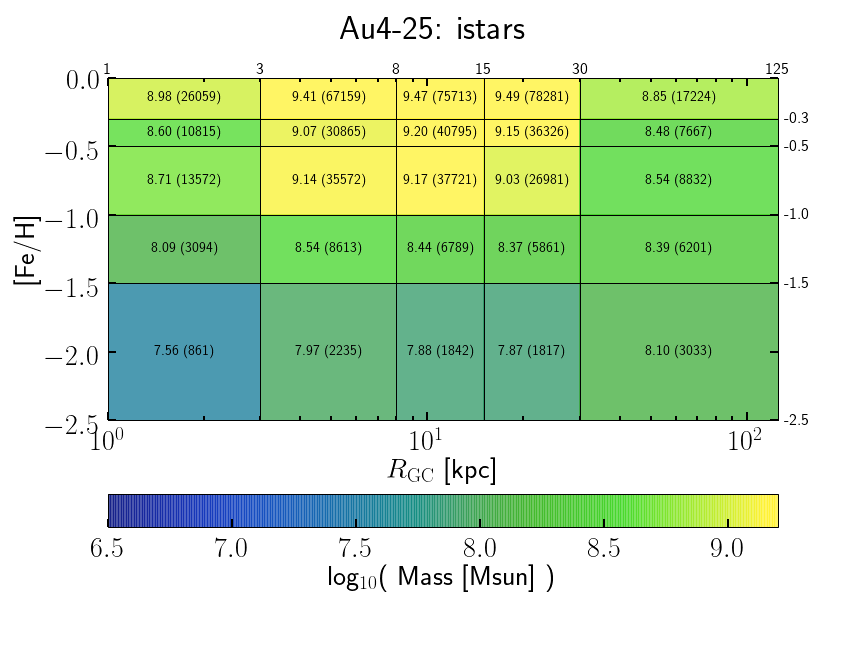 Au4-25: istars
1 3 8 15 30 125
0.0 8.98 (26059) 9.41 (67159) 9.47 (75713) 9.49 (78281) 8.85 (17224)
-0.3
8.60 (10815) 9.07 (30865) 9.20 (40795) 9.15 (36326) 8.48 (7667)
−0.5 -0.5
8.71 (13572) 9.14 (35572) 9.17 (37721) 9.03 (26981) 8.54 (8832)
−1.0 -1.0
[Fe/H]
8.09 (3094) 8.54 (8613) 8.44 (6789) 8.37 (5861) 8.39 (6201)
−1.5 -1.5
7.56 (861) 7.97 (2235) 7.88 (1842) 7.87 (1817) 8.10 (3033)
−2.0
−2.5 -2.5
10⁰ 10¹ 10²
R_GC [kpc]
6.5 7.0 7.5 8.0 8.5 9.0
log₁₀( Mass [Msun] )